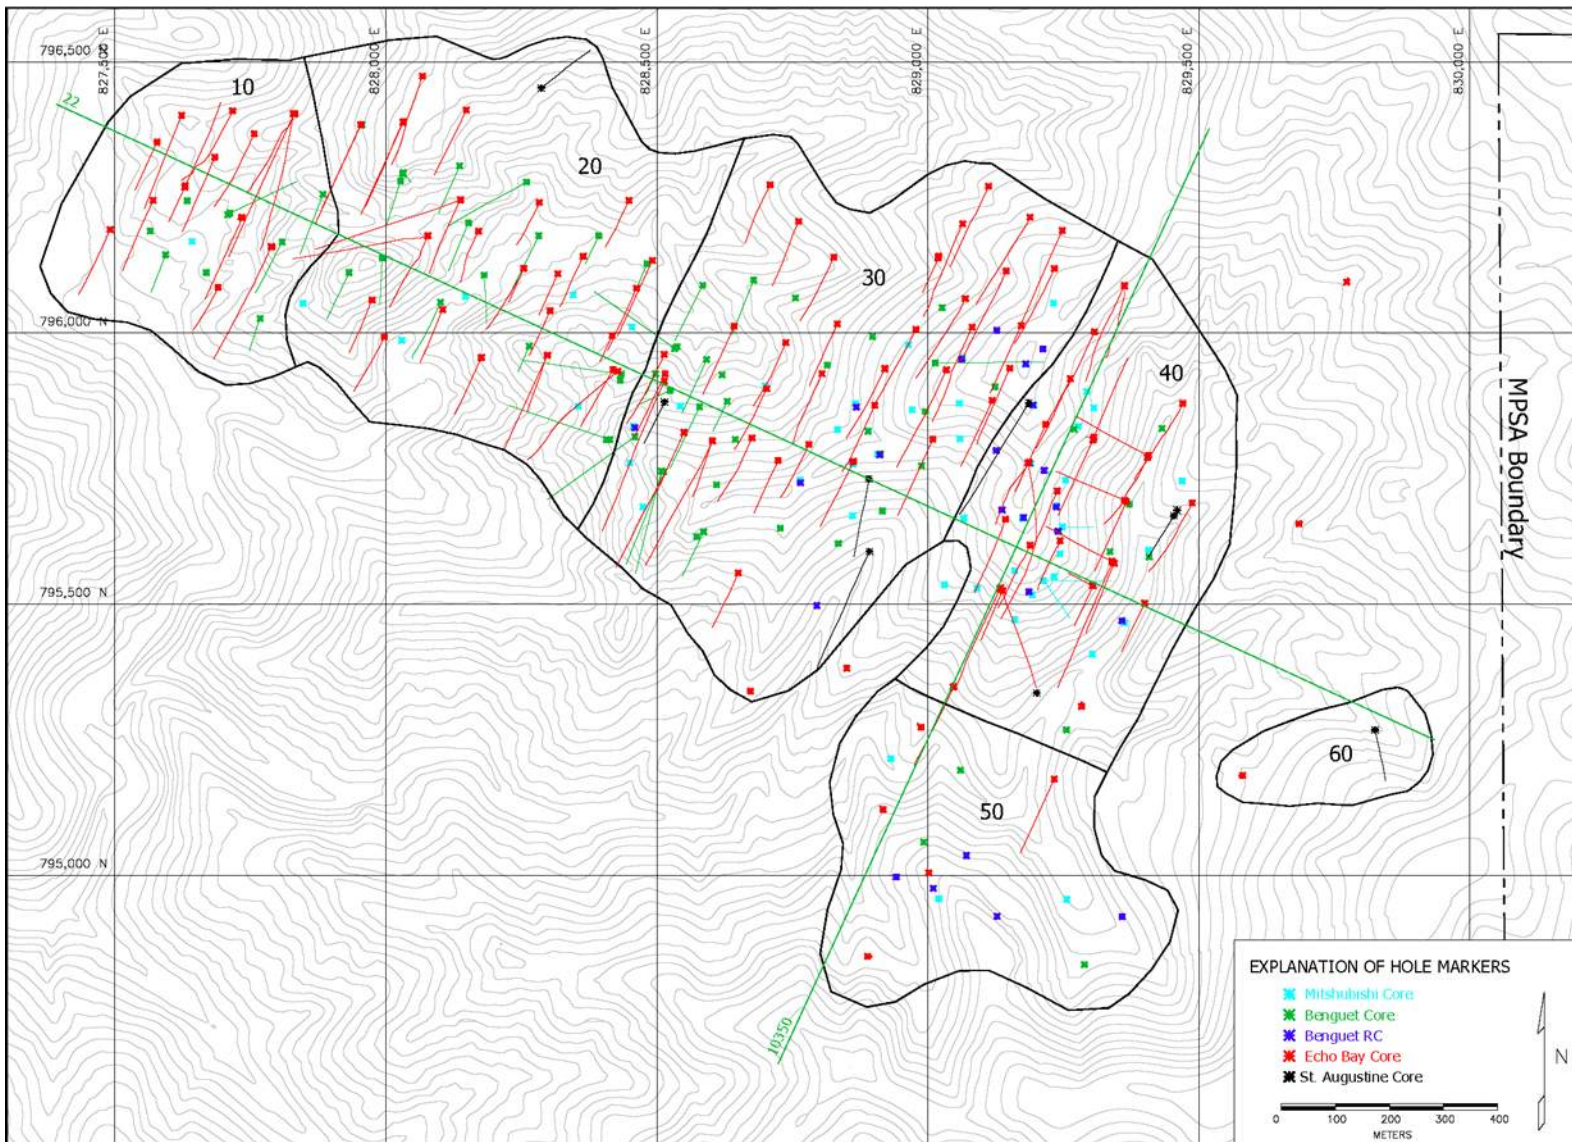 796,500 N
827,500 E
828,000 E
828,500 E
829,000 E
829,500 E
830,000 E
10
22
20
30
796,000 N
40
MPSA Boundary
795,500 N
60
50
795,000 N
10350
EXPLANATION OF HOLE MARKERS
Mitshubishi Core
Benguet Core
Benguet RC
Echo Bay Core
St. Augustine Core
N
0 100 200 300 400
METERS